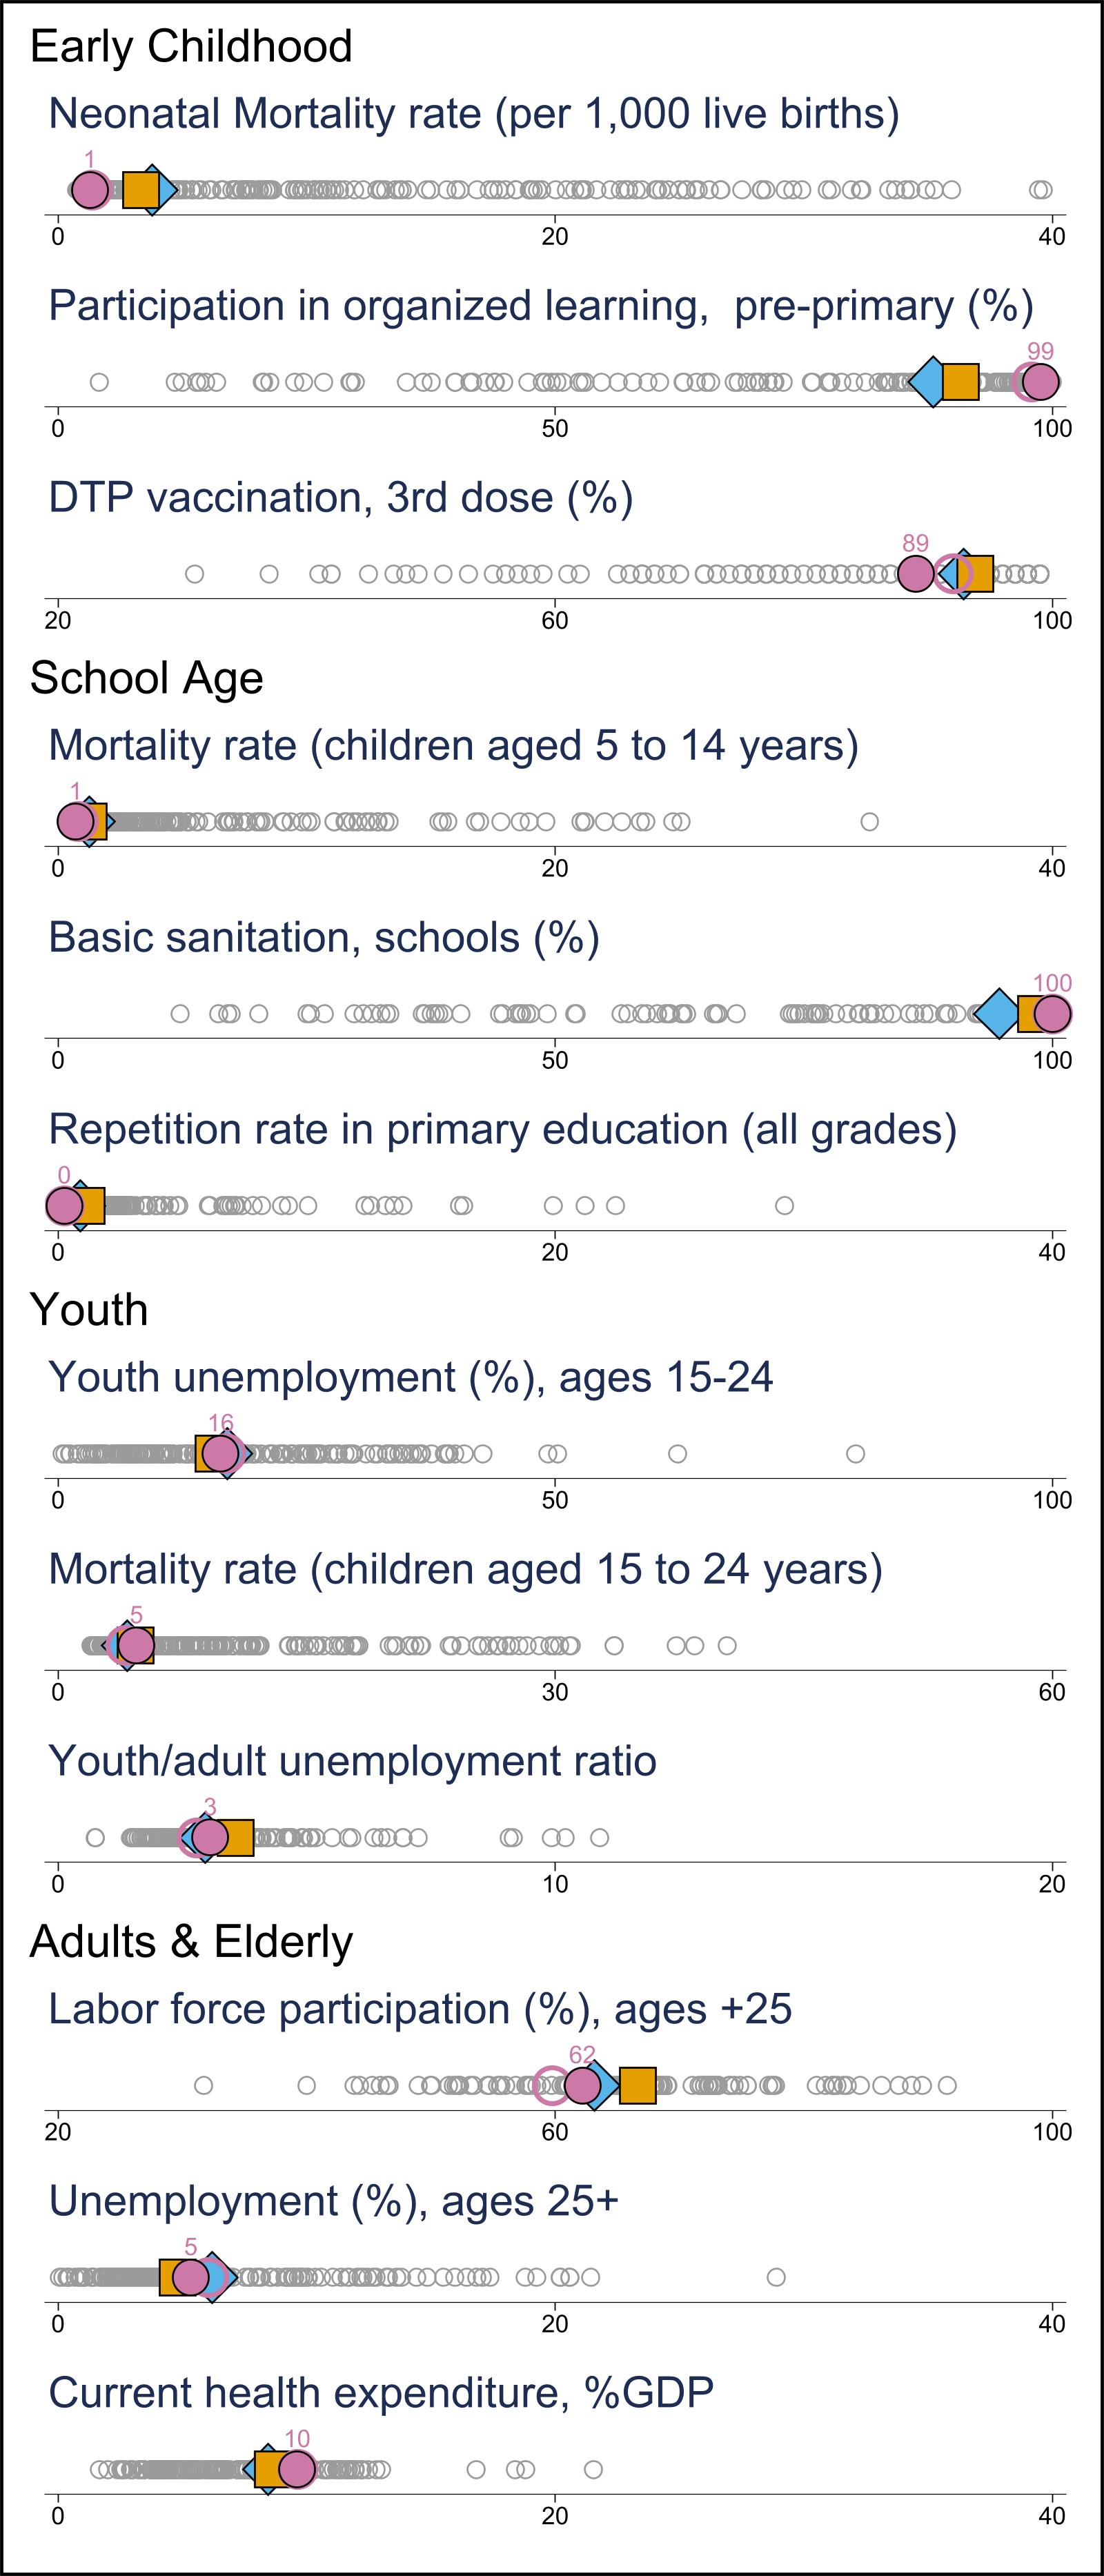 Early Childhood
Neonatal Mortality rate (per 1,000 live births)
1
0 20 40
Participation in organized learning,  pre-primary (%)
99
0 50 100
DTP vaccination, 3rd dose (%)
89
20 60 100
School Age
Mortality rate (children aged 5 to 14 years)
1
0 20 40
Basic sanitation, schools (%)
100
0 50 100
Repetition rate in primary education (all grades)
0
0 20 40
Youth
Youth unemployment (%), ages 15-24
16
0 50 100
Mortality rate (children aged 15 to 24 years)
5
0 30 60
Youth/adult unemployment ratio
3
0 10 20
Adults & Elderly
Labor force participation (%), ages +25
62
20 60 100
Unemployment (%), ages 25+
5
0 20 40
Current health expenditure, %GDP
10
0 20 40